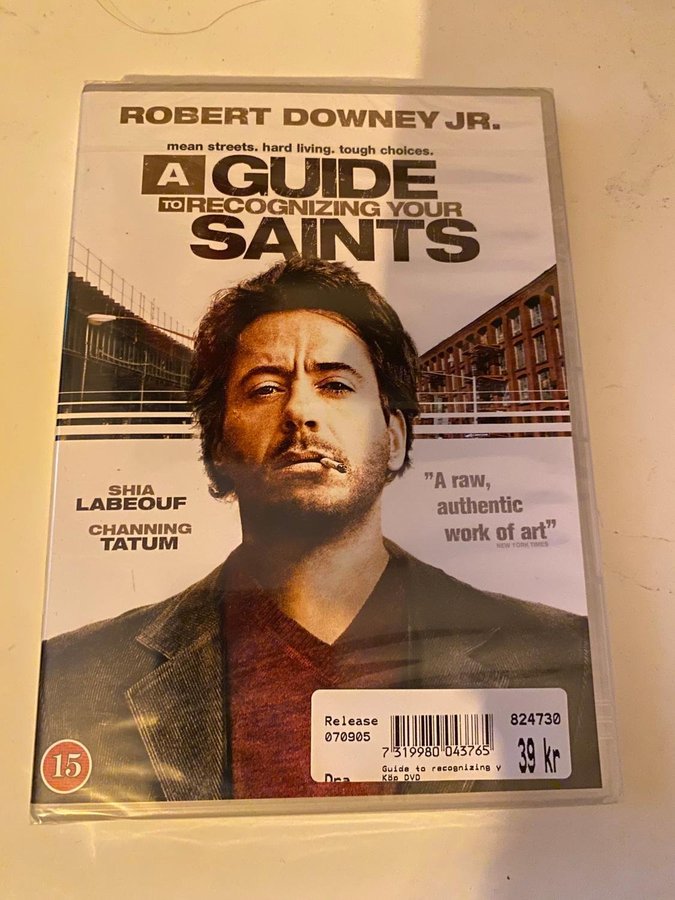 ROBERT DOWNEY JR.
mean streets. hard living. tough choices.
A GUIDE
TO RECOGNIZING YOUR
SAINTS
SHIA
LABEOUF
CHANNING
TATUM
"A raw,
authentic
work of art"
NEW YORK TIMES
Release
070905
824730
7 319980 043765
39 kr
Guide to recognizing y
Köp DVD
15